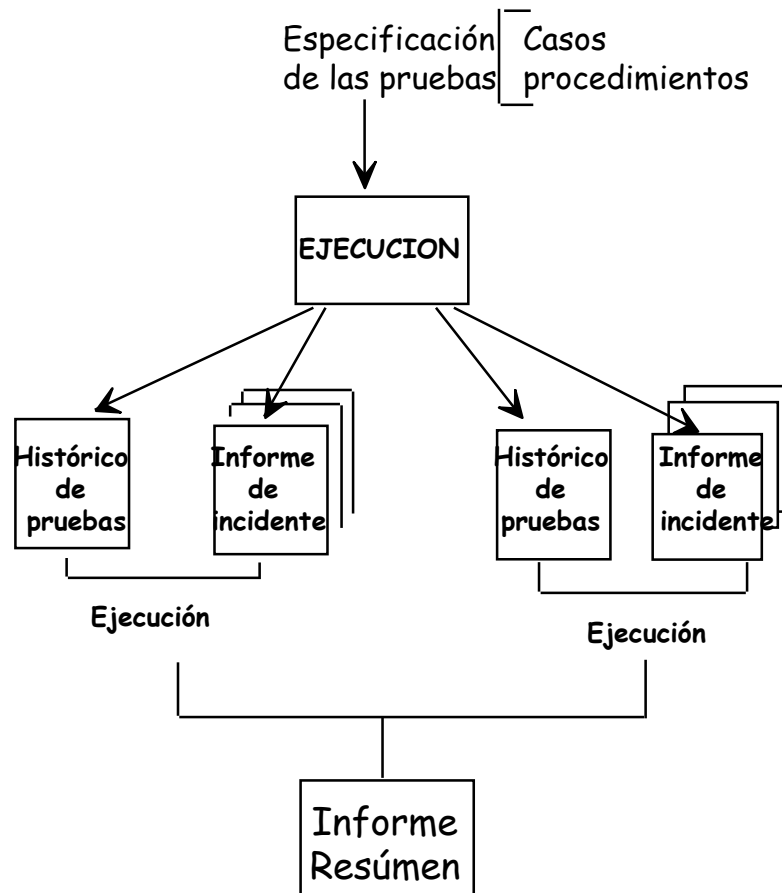 Especificación
de las pruebas
Casos
procedimientos
EJECUCION
Histórico
de
pruebas
Informe
de
incidente
Histórico
de
pruebas
Informe
de
incidente
Ejecución
Ejecución
Informe
Resúmen